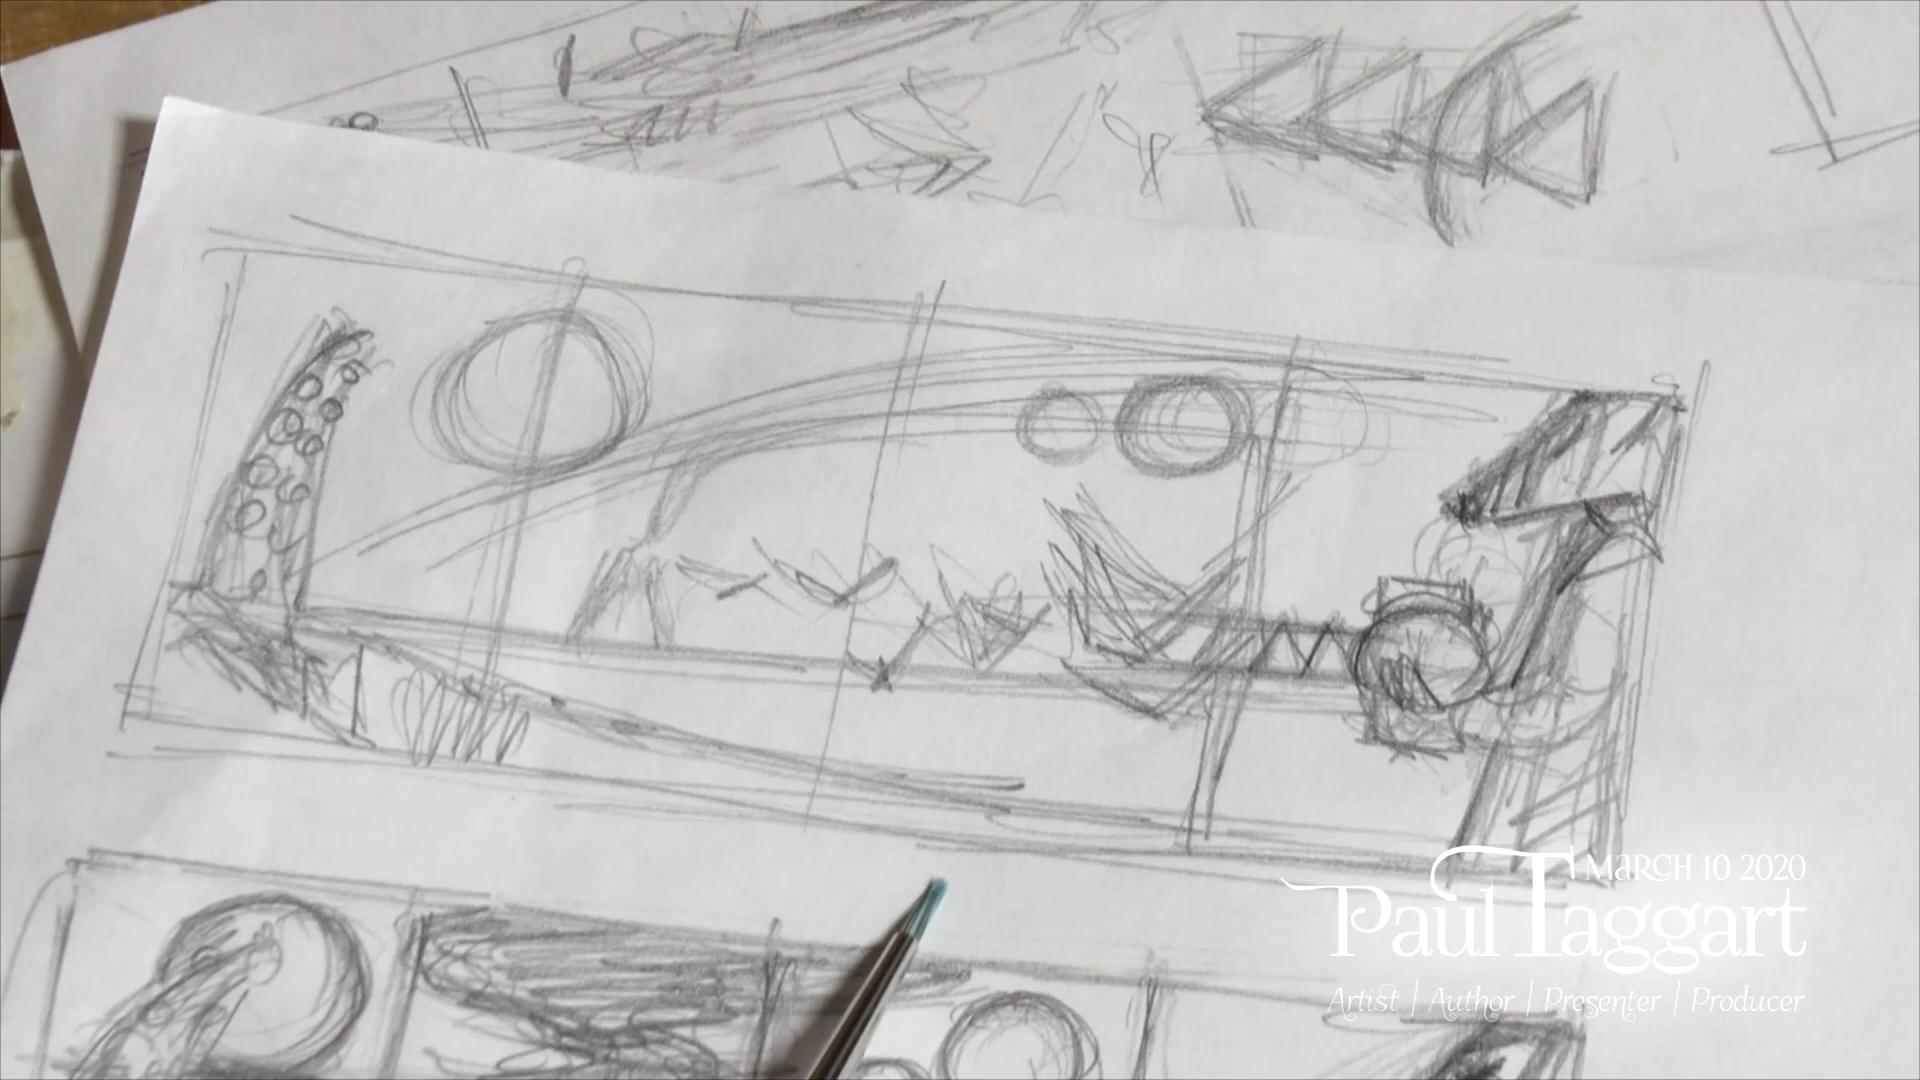 MARCH 10 2020
Paul Taggart
Artist | Author | Presenter | Producer